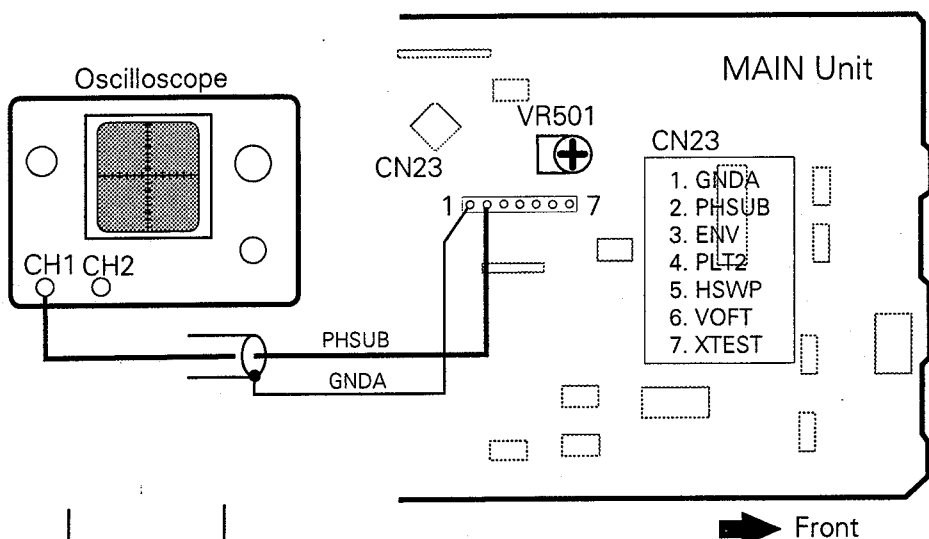 Oscilloscope
CH1 CH2
MAIN Unit
VR501
CN23
1
7
CN23
1. GNDA
2. PHSUB
3. ENV
4. PLT2
5. HSWP
6. VOFT
7. XTEST
PHSUB
GNDA
Front